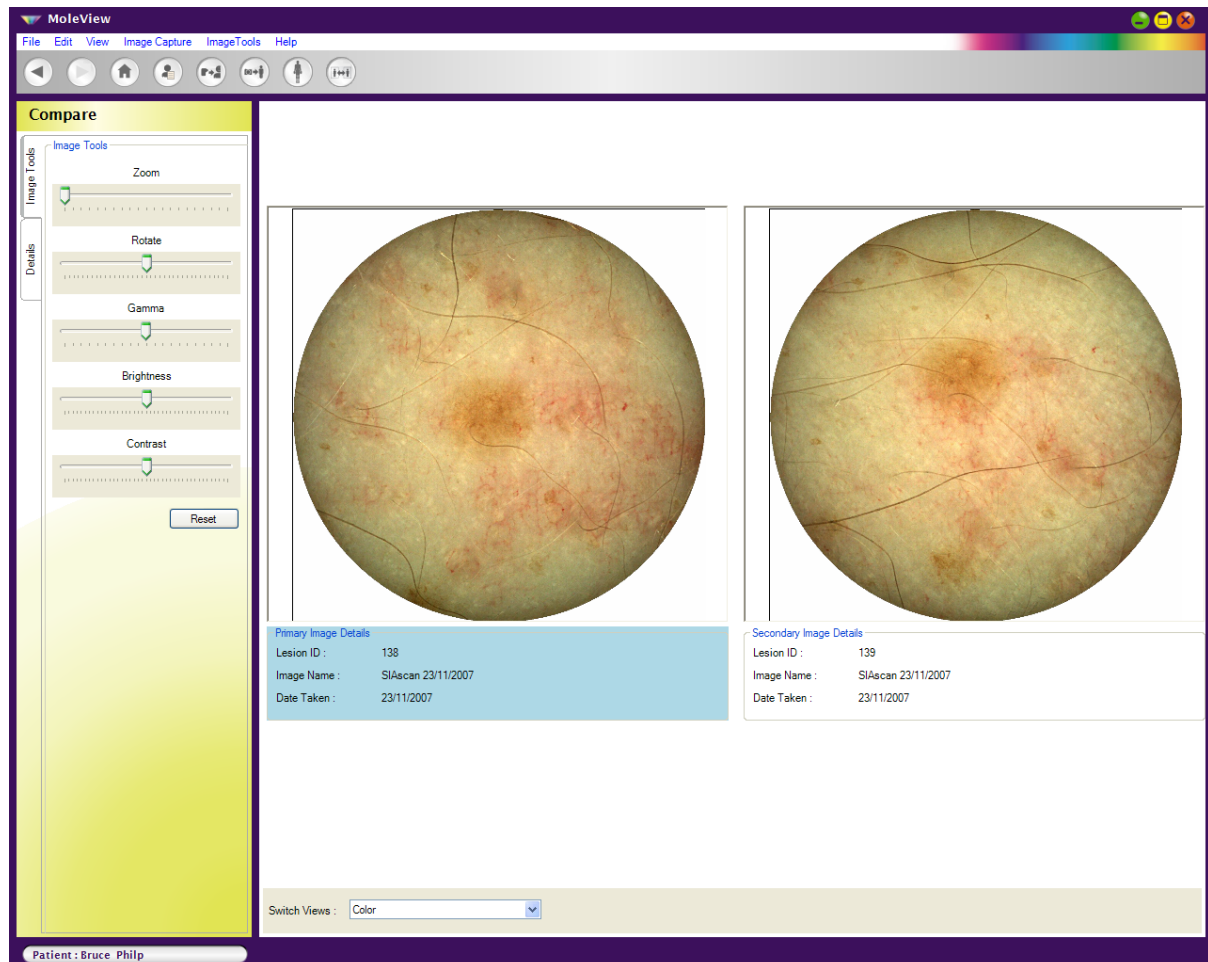 MoleView
File Edit View Image Capture ImageTools Help
Compare
Image Tools
Details
Image Tools
Zoom
Rotate
Gamma
Brightness
Contrast
Reset
Primary Image Details
Lesion ID : 138
Image Name : SIAscan 23/11/2007
Date Taken : 23/11/2007
Secondary Image Details
Lesion ID : 139
Image Name : SIAscan 23/11/2007
Date Taken : 23/11/2007
Switch Views : Color
Patient : Bruce Philp